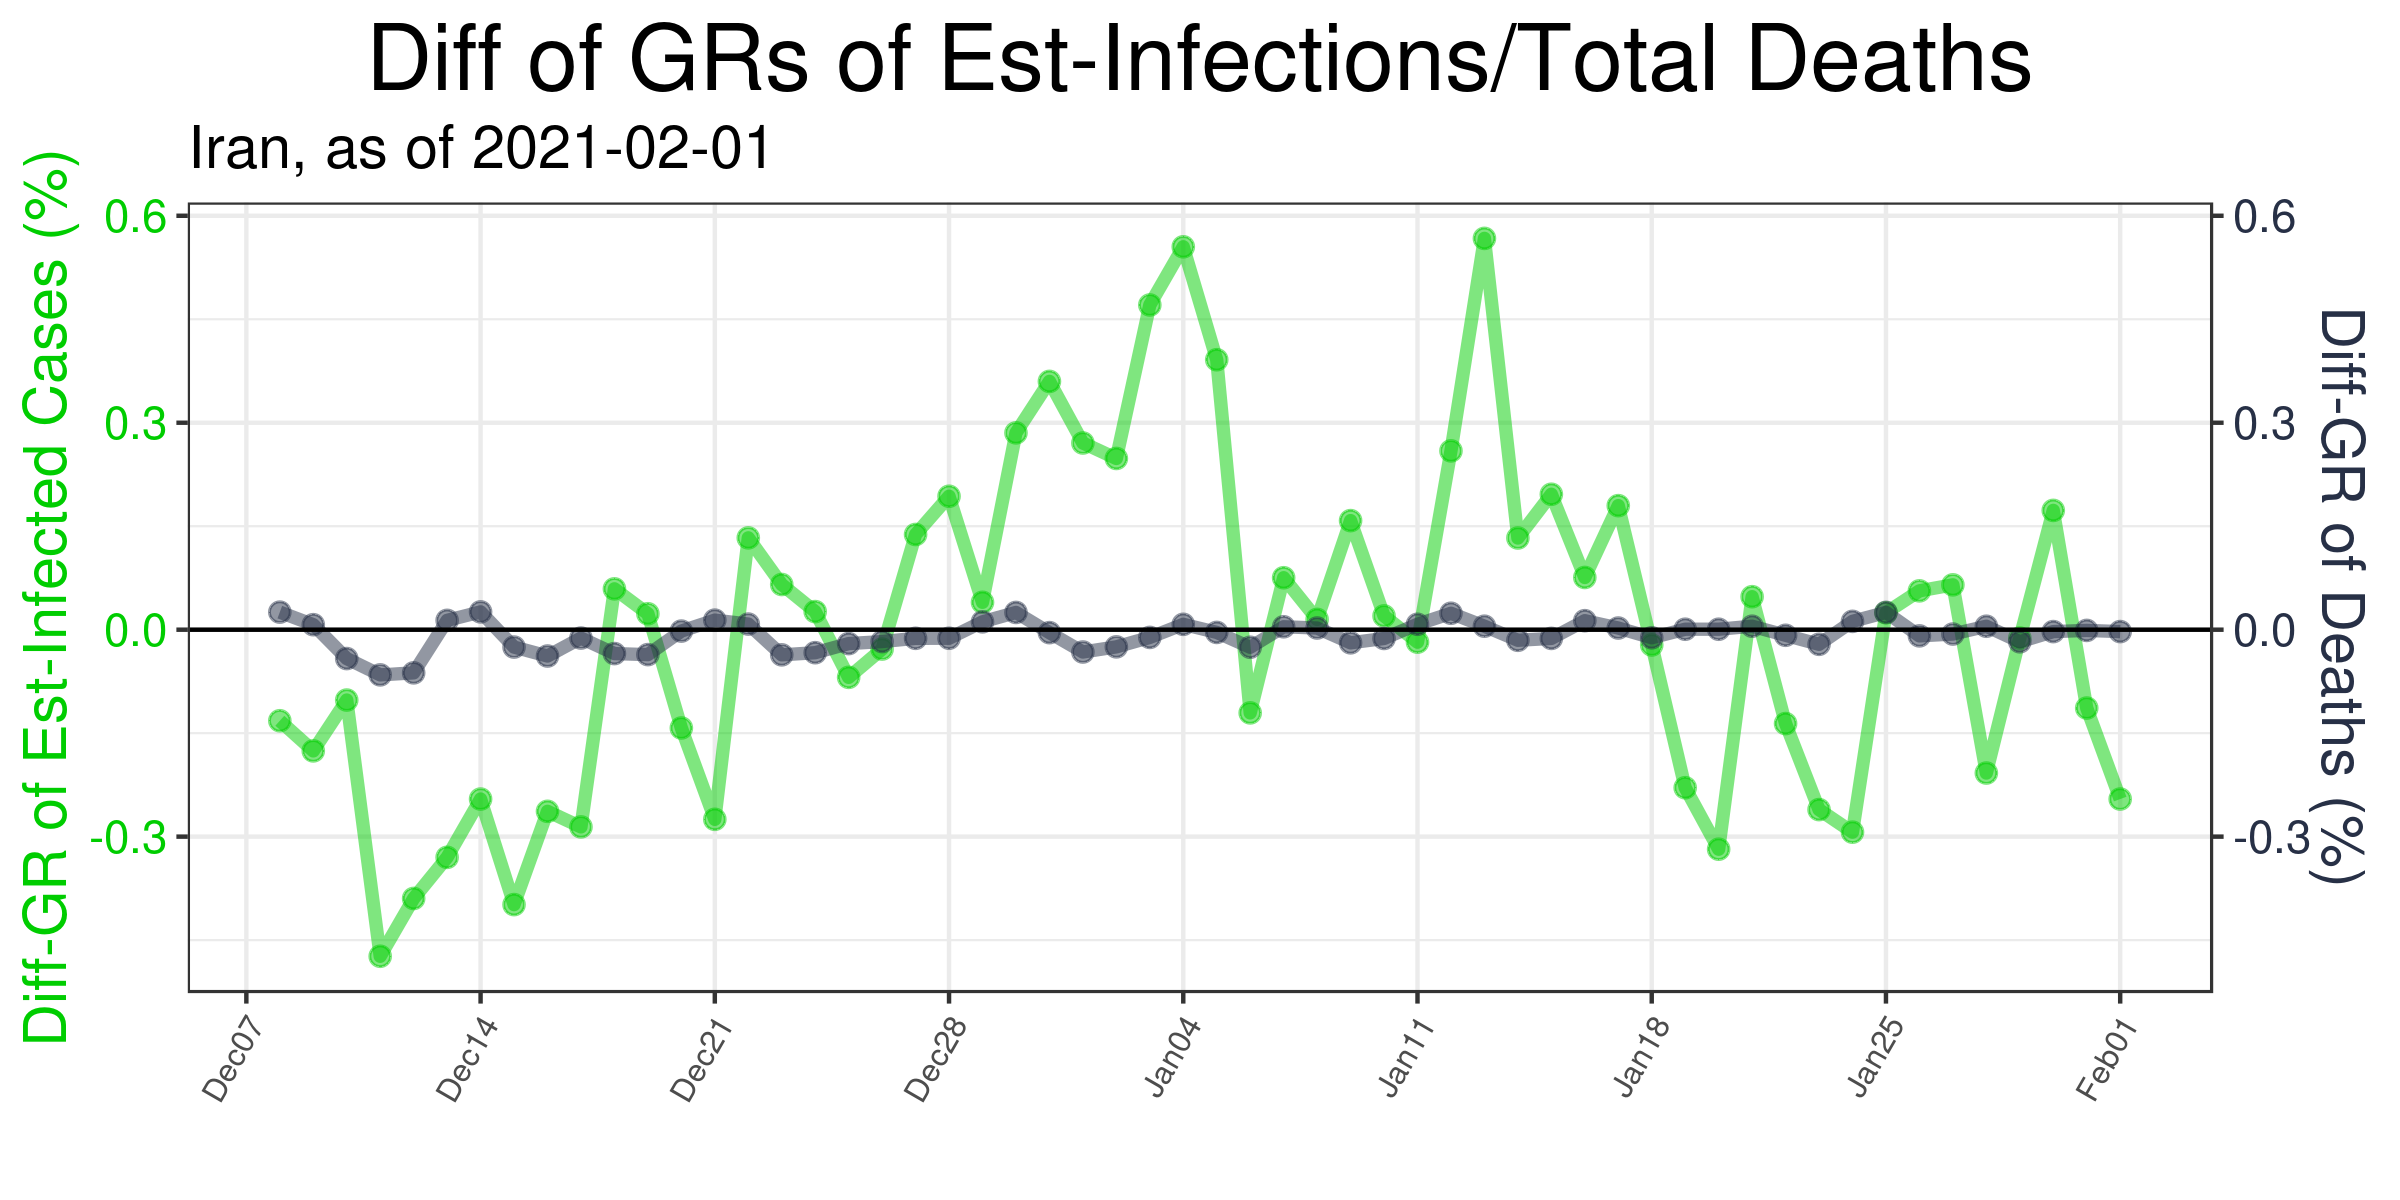 Diff of GRs of Est-Infections/Total Deaths
Iran, as of 2021-02-01
Diff-GR of Est-Infected Cases (%)
0.6
0.3
0.0
-0.3
0.6
0.3
0.0
-0.3
Diff-GR of Deaths (%)
Dec07
Dec14
Dec21
Dec28
Jan04
Jan11
Jan18
Jan25
Feb01